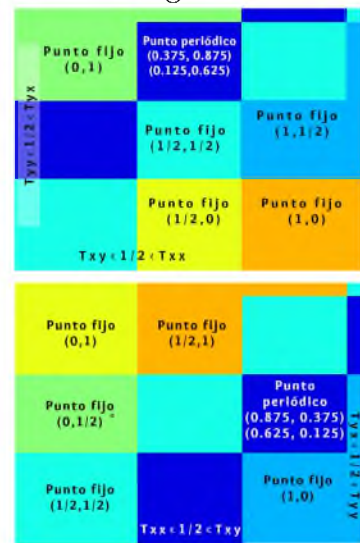 Punto fijo
(0,1)
Punto periódico
(0.375, 0.875)
(0.125,0.625)
Tyy<1/2<Tyx
Punto fijo
(1/2,1/2)
Punto fijo
(1,1/2)
Punto fijo
(1/2,0)
Punto fijo
(1,0)
Txy<1/2<Txx
Punto fijo
(0,1)
Punto fijo
(1/2,1)
Punto fijo
(0,1/2)
Punto
periódico
(0.875, 0.375)
(0.625, 0.125)
Tyx<1/2<Tyy
Punto fijo
(1/2,1/2)
Punto fijo
(1,0)
Txx<1/2<Txy